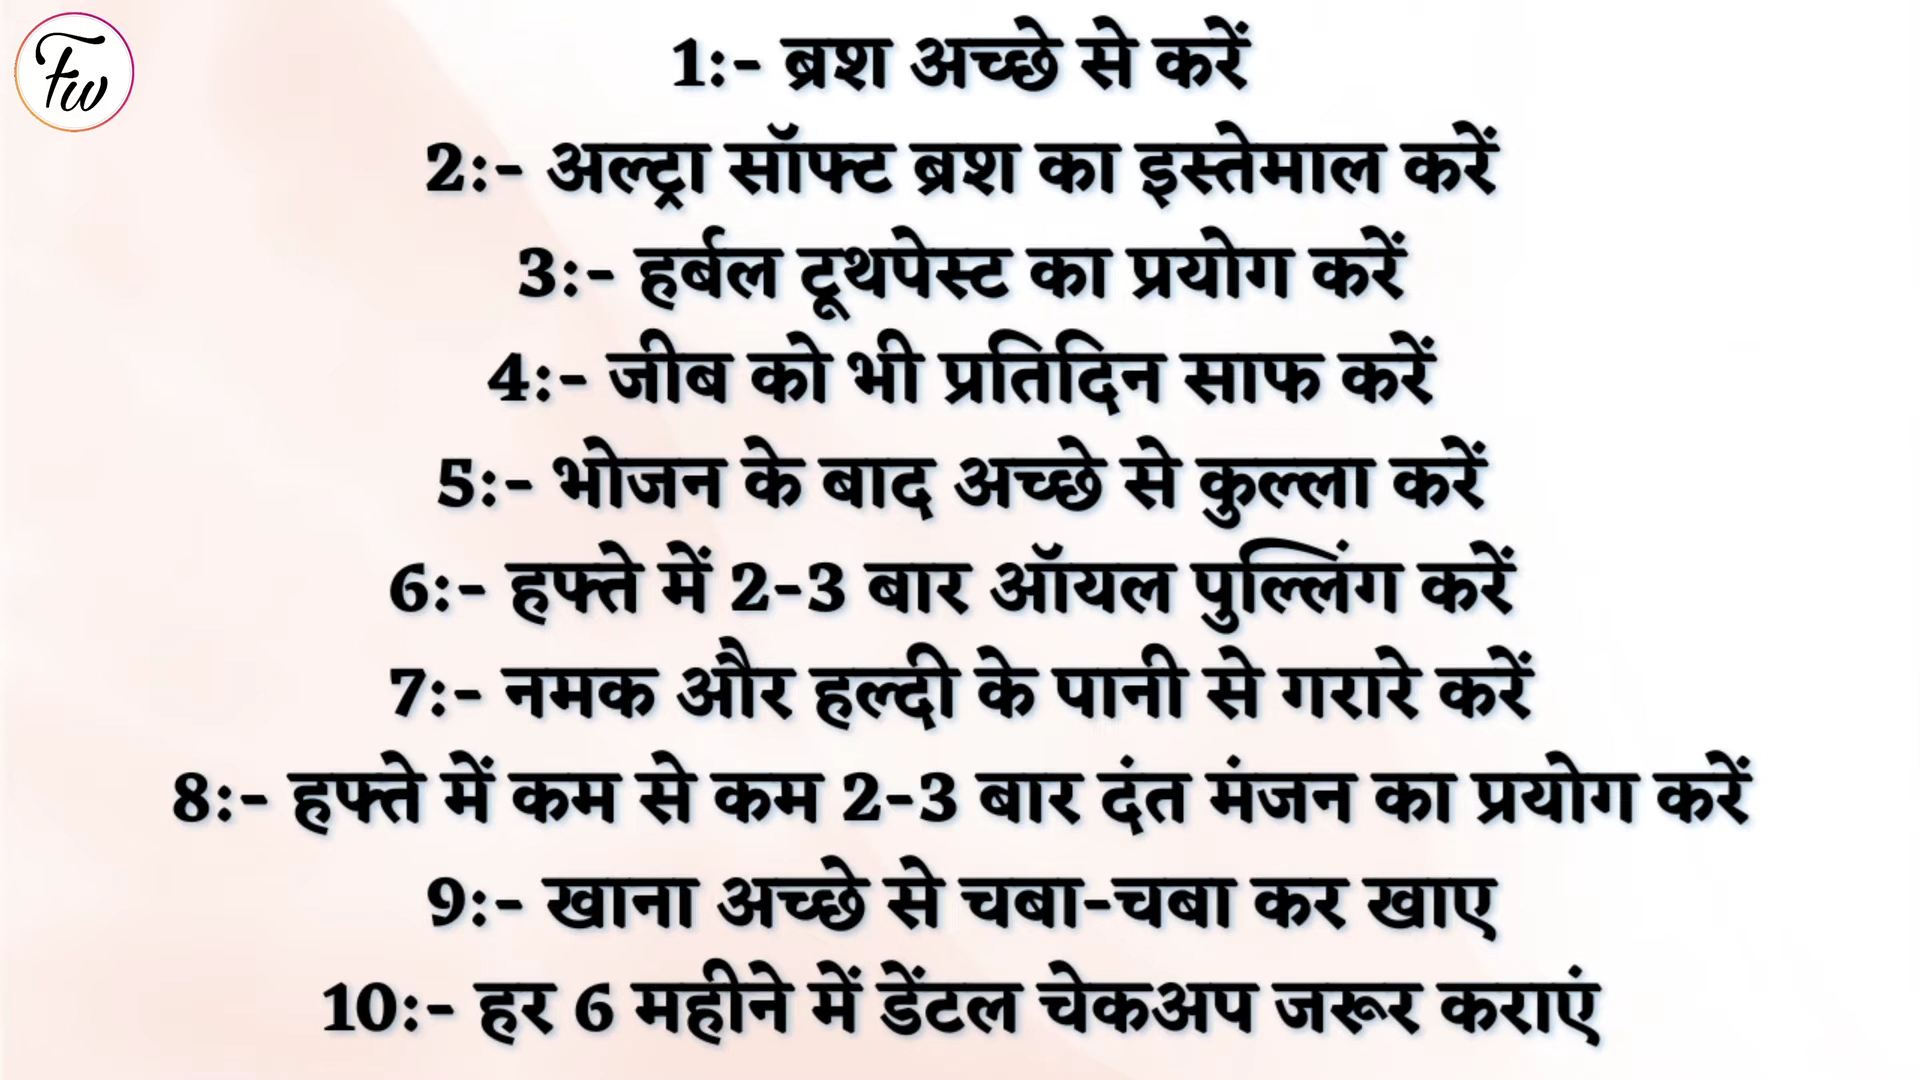 Fw
1:- ब्रश अच्छे से करें
2:- अल्ट्रा सॉफ्ट ब्रश का इस्तेमाल करें
3:- हर्बल टूथपेस्ट का प्रयोग करें
4:- जीब को भी प्रतिदिन साफ करें
5:- भोजन के बाद अच्छे से कुल्ला करें
6:- हफ्ते में 2-3 बार ऑयल पुल्लिंग करें
7:- नमक और हल्दी के पानी से गरारे करें
8:- हफ्ते में कम से कम 2-3 बार दंत मंजन का प्रयोग करें
9:- खाना अच्छे से चबा-चबा कर खाए
10:- हर 6 महीने में डेंटल चेकअप जरूर कराएं